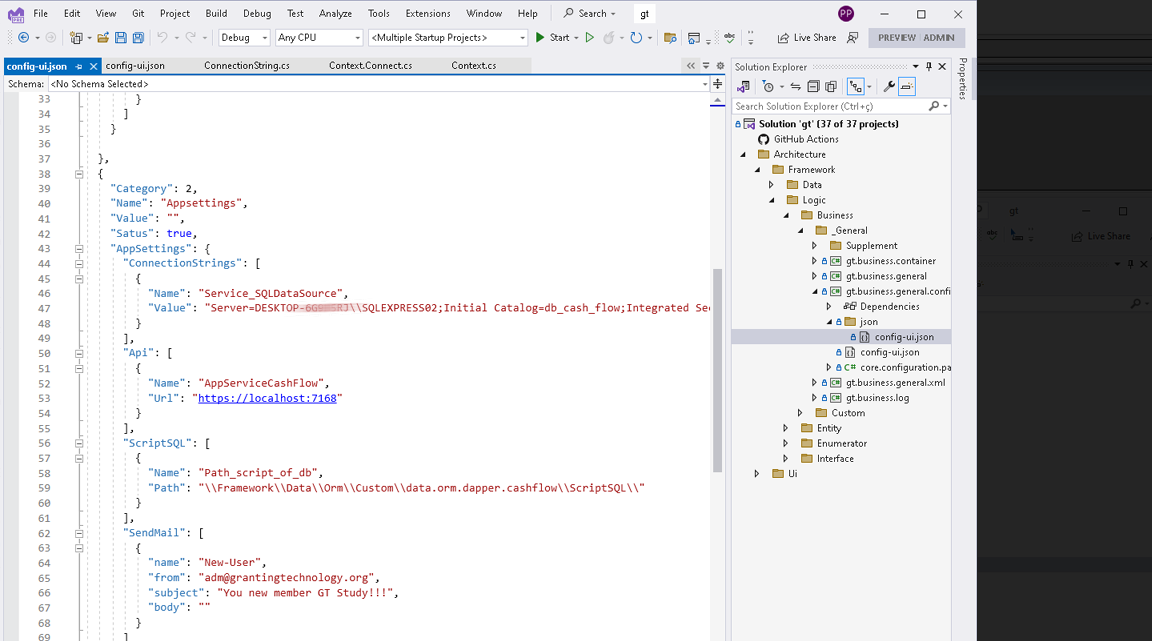 File Edit View Git Project Build Debug Test Analyze Tools Extensions Window Help Search gt PP
Debug Any CPU <Multiple Startup Projects> Start Live Share PREVIEW ADMIN
config-ui.json config-ui.json ConnectionString.cs Context.Connect.cs Context.cs
Schema: <No Schema Selected>
33 }
34 ]
35 }
36
37 },
38 {
39 "Category": 2,
40 "Name": "Appsettings",
41 "Value": "",
42 "Satus": true,
43 "AppSettings": {
44 "ConnectionStrings": [
45 {
46 "Name": "Service_SQLDataSource",
47 "Value": "Server=DESKTOP-\\SQLEXPRESS02;Initial Catalog=db_cash_flow;Integrated Se
48 }
49 ],
50 "Api": [
51 {
52 "Name": "AppServiceCashFlow",
53 "Url": "https://localhost:7168"
54 }
55 ],
56 "ScriptSQL": [
57 {
58 "Name": "Path_script_of_db",
59 "Path": "\\Framework\\Data\\Orm\\Custom\\data.orm.dapper.cashflow\\ScriptSQL\\"
60 }
61 ],
62 "SendMail": [
63 {
64 "name": "New-User",
65 "from": "adm@grantingtechnology.org",
66 "subject": "You new member GT Study!!!",
67 "body": ""
68 }
69 ]
Solution Explorer
Search Solution Explorer (Ctrl+ç)
Solution 'gt' (37 of 37 projects)
GitHub Actions
Architecture
Framework
Data
Logic
Business
_General
Supplement
gt.business.container
gt.business.general
gt.business.general.confi
Dependencies
json
config-ui.json
config-ui.json
C# core.configuration.pa
gt.business.general.xml
gt.business.log
Custom
Entity
Enumerator
Interface
Ui
Properties
gt
Live Share